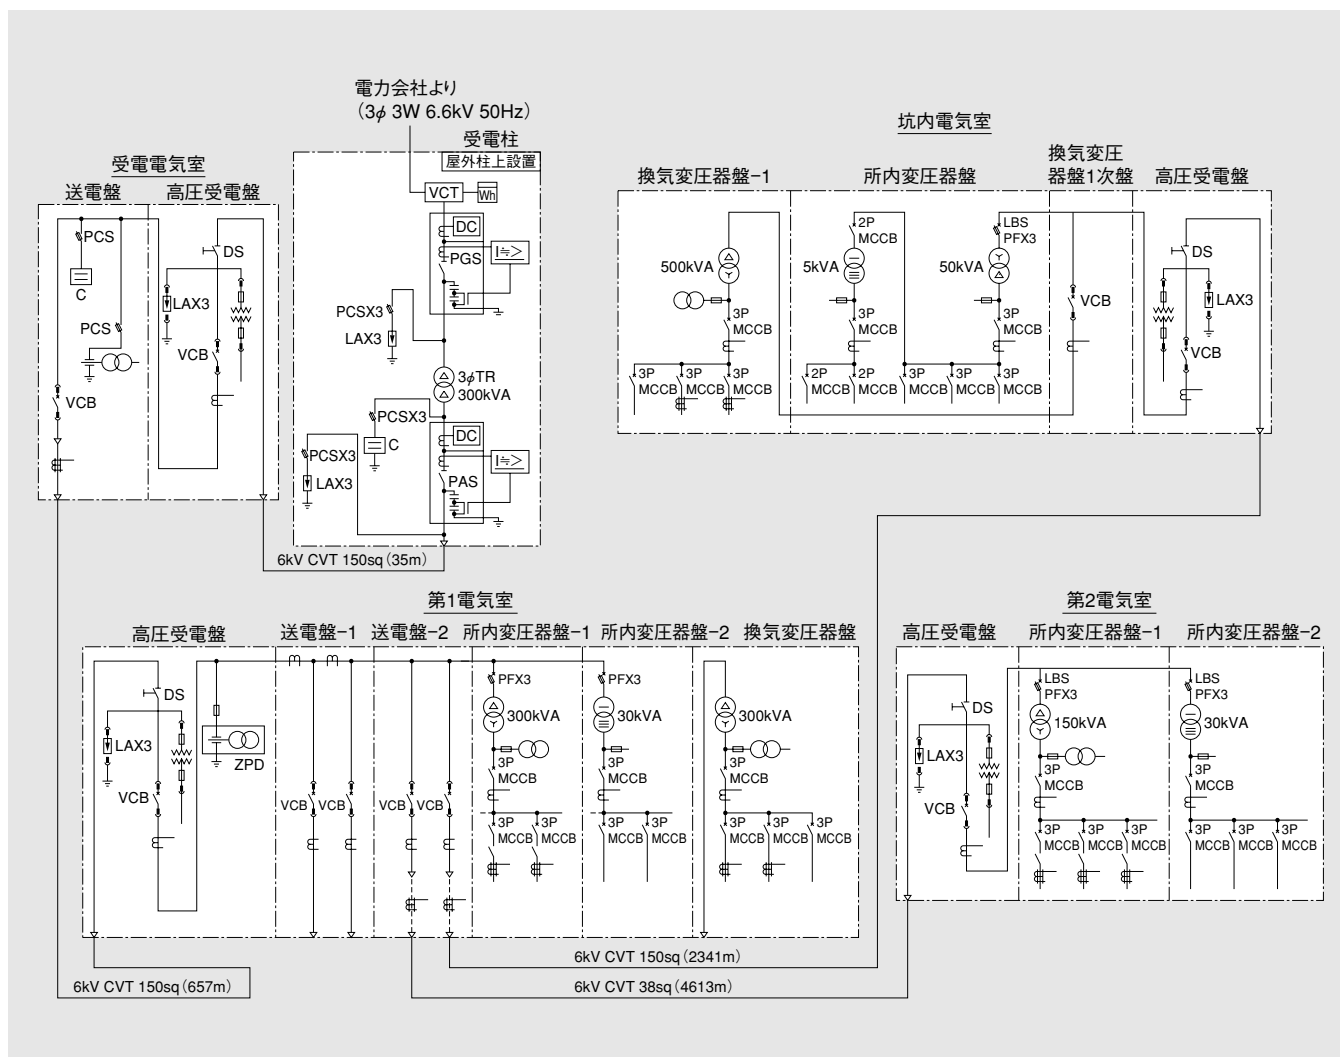 電力会社より
（3φ 3W 6.6kV 50Hz）
受電柱
屋外柱上設置
VCT
Wh
DC
I≒>
PGS
PCSX3
LAX3
3φTR
300kVA
PCSX3
C
DC
I≒>
PCSX3
LAX3
PAS
受電電気室
送電盤
高圧受電盤
PCS
C
PCS
VCB
DS
LAX3
VCB
6kV CVT 150sq（35m）
坑内電気室
換気変圧器盤−1
所内変圧器盤
換気変圧
器盤1次盤
高圧受電盤
500kVA
3P
MCCB
3P
MCCB
3P
MCCB
3P
MCCB
2P
MCCB
5kVA
3P
MCCB
2P
MCCB
2P
MCCB
LBS
PFX3
50kVA
3P
MCCB
3P
MCCB
3P
MCCB
3P
MCCB
VCB
DS
LAX3
VCB
第1電気室
高圧受電盤
送電盤−1
送電盤−2
所内変圧器盤−1
所内変圧器盤−2
換気変圧器盤
DS
LAX3
VCB
ZPD
VCB
VCB
VCB
VCB
PFX3
300kVA
3P
MCCB
3P
MCCB
3P
MCCB
PFX3
30kVA
3P
MCCB
3P
MCCB
3P
MCCB
300kVA
3P
MCCB
3P
MCCB
3P
MCCB
3P
MCCB
第2電気室
高圧受電盤
所内変圧器盤−1
所内変圧器盤−2
DS
LAX3
VCB
LBS
PFX3
150kVA
3P
MCCB
3P
MCCB
3P
MCCB
3P
MCCB
LBS
PFX3
30kVA
3P
MCCB
3P
MCCB
3P
MCCB
3P
MCCB
6kV CVT 150sq（2341m）
6kV CVT 150sq（657m）
6kV CVT 38sq（4613m）